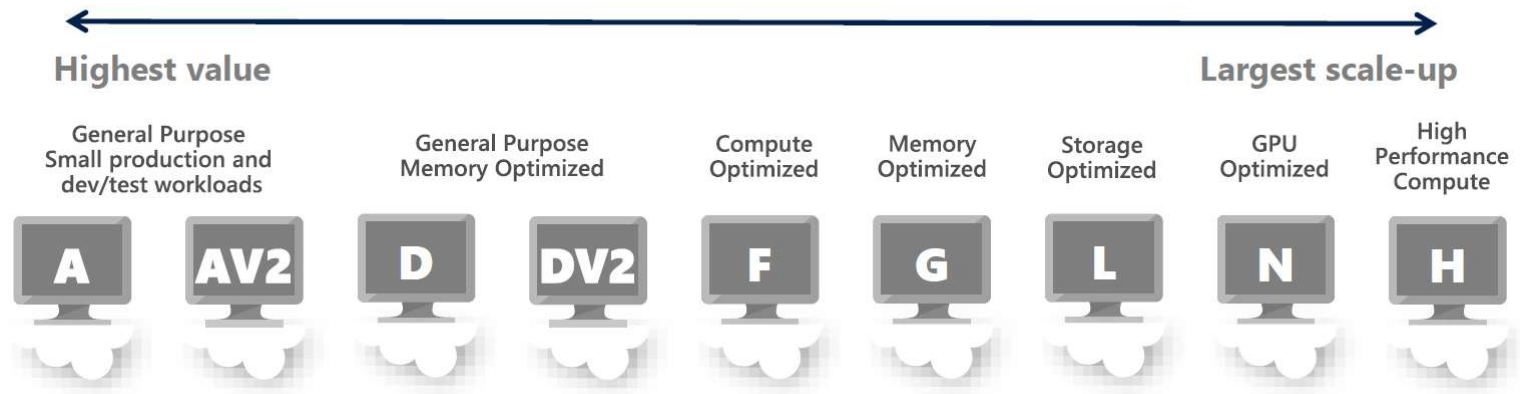 Highest value
Largest scale-up
General Purpose
Small production and
dev/test workloads
General Purpose
Memory Optimized
Compute
Optimized
Memory
Optimized
Storage
Optimized
GPU
Optimized
High
Performance
Compute
A
AV2
D
DV2
F
G
L
N
H